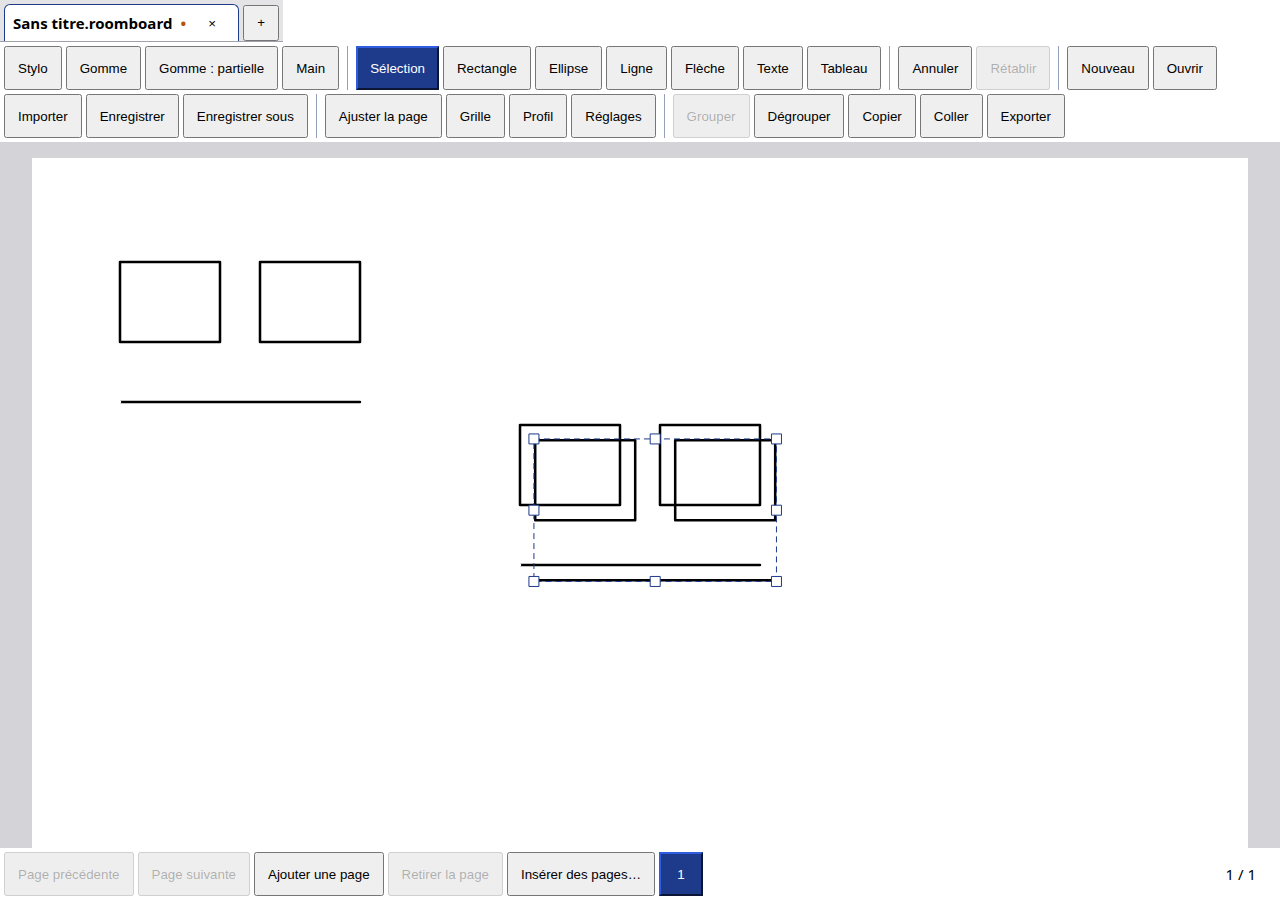 Sans titre.roomboard • × +
Stylo Gomme Gomme : partielle Main Sélection Rectangle Ellipse Ligne Flèche Texte Tableau Annuler Rétablir Nouveau Ouvrir
Importer Enregistrer Enregistrer sous Ajuster la page Grille Profil Réglages Grouper Dégrouper Copier Coller Exporter
Page précédente Page suivante Ajouter une page Retirer la page Insérer des pages… 1 1 / 1